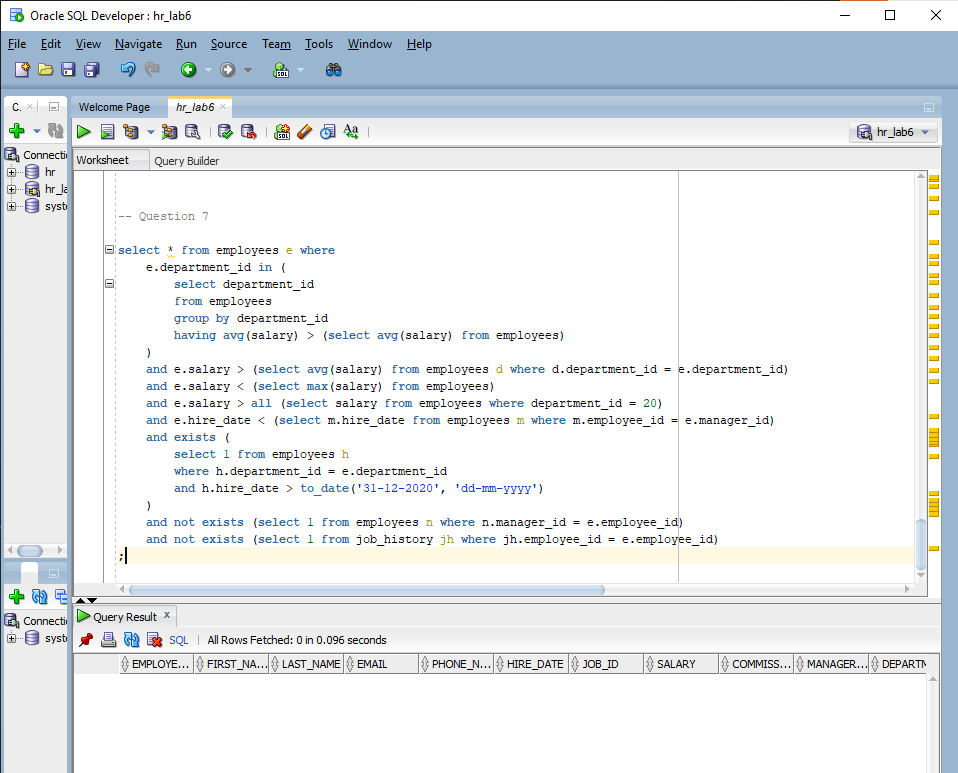 Oracle SQL Developer : hr_lab6
File Edit View Navigate Run Source Team Tools Window Help
C.
Welcome Page
hr_lab6
hr_lab6
Connectic
Worksheet
Query Builder
hr
hr_la
syste
-- Question 7
select * from employees e where
e.department_id in (
select department_id
from employees
group by department_id
having avg(salary) > (select avg(salary) from employees)
)
and e.salary > (select avg(salary) from employees d where d.department_id = e.department_id)
and e.salary < (select max(salary) from employees)
and e.salary > all (select salary from employees where department_id = 20)
and e.hire_date < (select m.hire_date from employees m where m.employee_id = e.manager_id)
and exists (
select 1 from employees h
where h.department_id = e.department_id
and h.hire_date > to_date('31-12-2020', 'dd-mm-yyyy')
)
and not exists (select 1 from employees n where n.manager_id = e.employee_id)
and not exists (select 1 from job_history jh where jh.employee_id = e.employee_id)
;
Connectic
syste
Query Result x
SQL | All Rows Fetched: 0 in 0.096 seconds
EMPLOYE... FIRST_NA... LAST_NAME EMAIL PHONE_N... HIRE_DATE JOB_ID SALARY COMMISS... MANAGER... DEPARTM